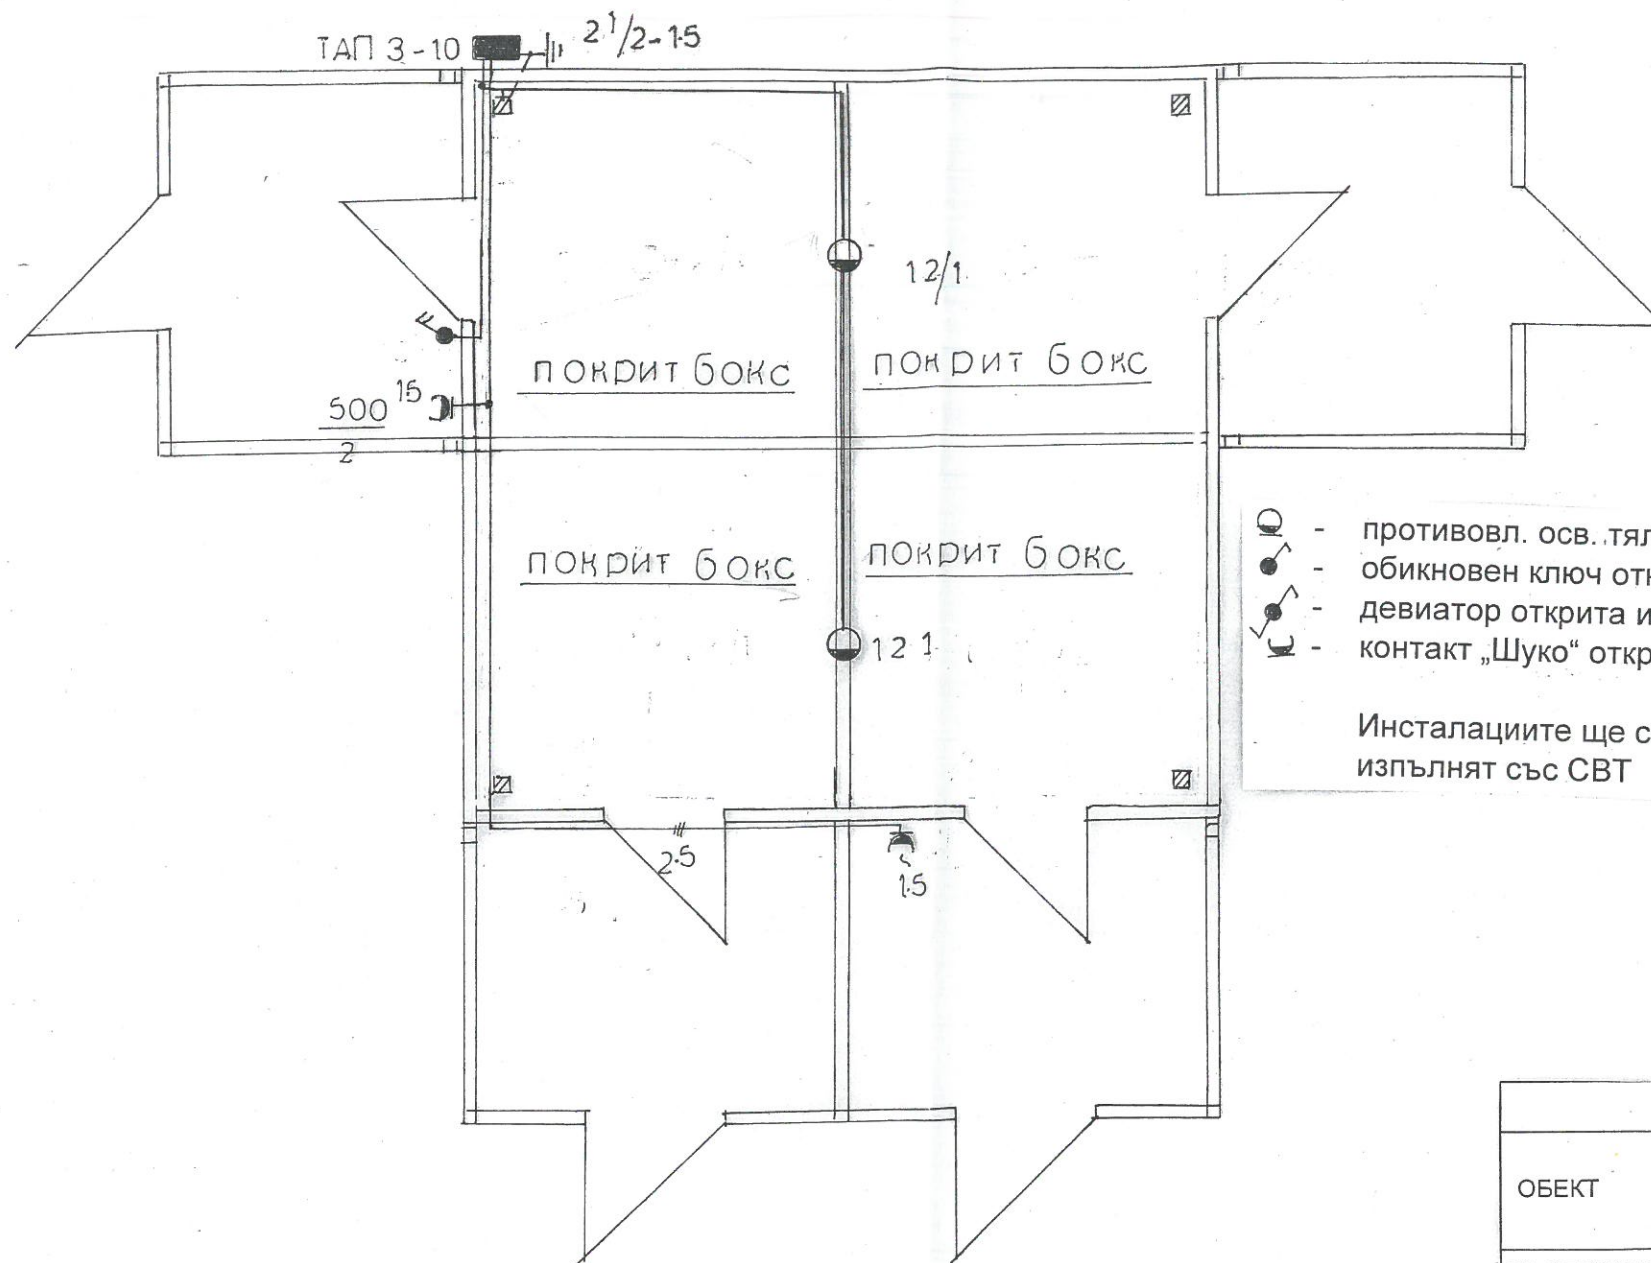 ТАП 3-10
2 1/2-1.5
12/1
покрит бокс
покрит бокс
500
2
15
покрит бокс
покрит бокс
12 1
2.5
1.5
- противовл. осв. тял
- обикновен ключ отк
- девиатор открита и
- контакт „Шуко“ откр
Инсталациите ще с
изпълнят със СВТ
ОБЕКТ